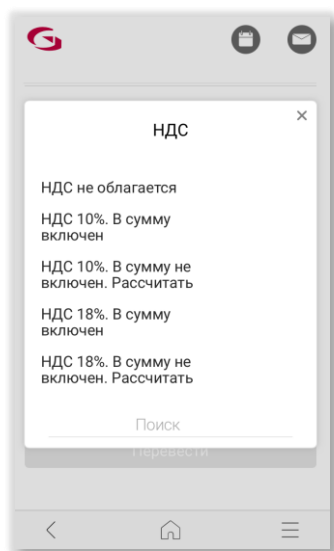 НДС
НДС не облагается
НДС 10%. В сумму
включен
НДС 10%. В сумму не
включен. Рассчитать
НДС 18%. В сумму
включен
НДС 18%. В сумму не
включен. Рассчитать
Поиск
Перевести